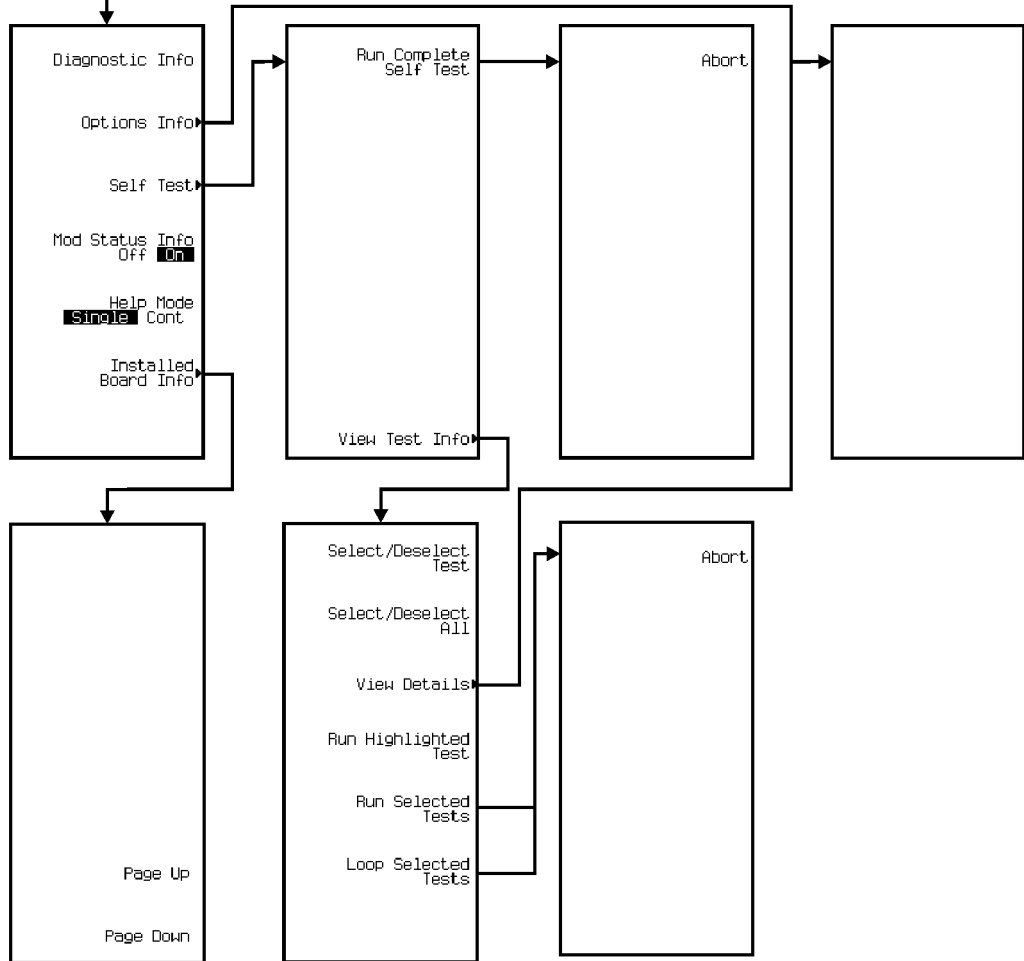 Diagnostic Info
Options Info
Self Test
Mod Status Info
Off On
Help Mode
Single Cont
Installed
Board Info
Run Complete
Self Test
View Test Info
Abort
Page Up
Page Down
Select/Deselect
Test
Select/Deselect
All
View Details
Run Highlighted
Test
Run Selected
Tests
Loop Selected
Tests
Abort